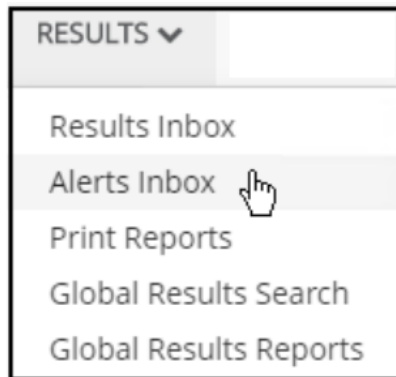 RESULTS
Results Inbox
Alerts Inbox
Print Reports
Global Results Search
Global Results Reports